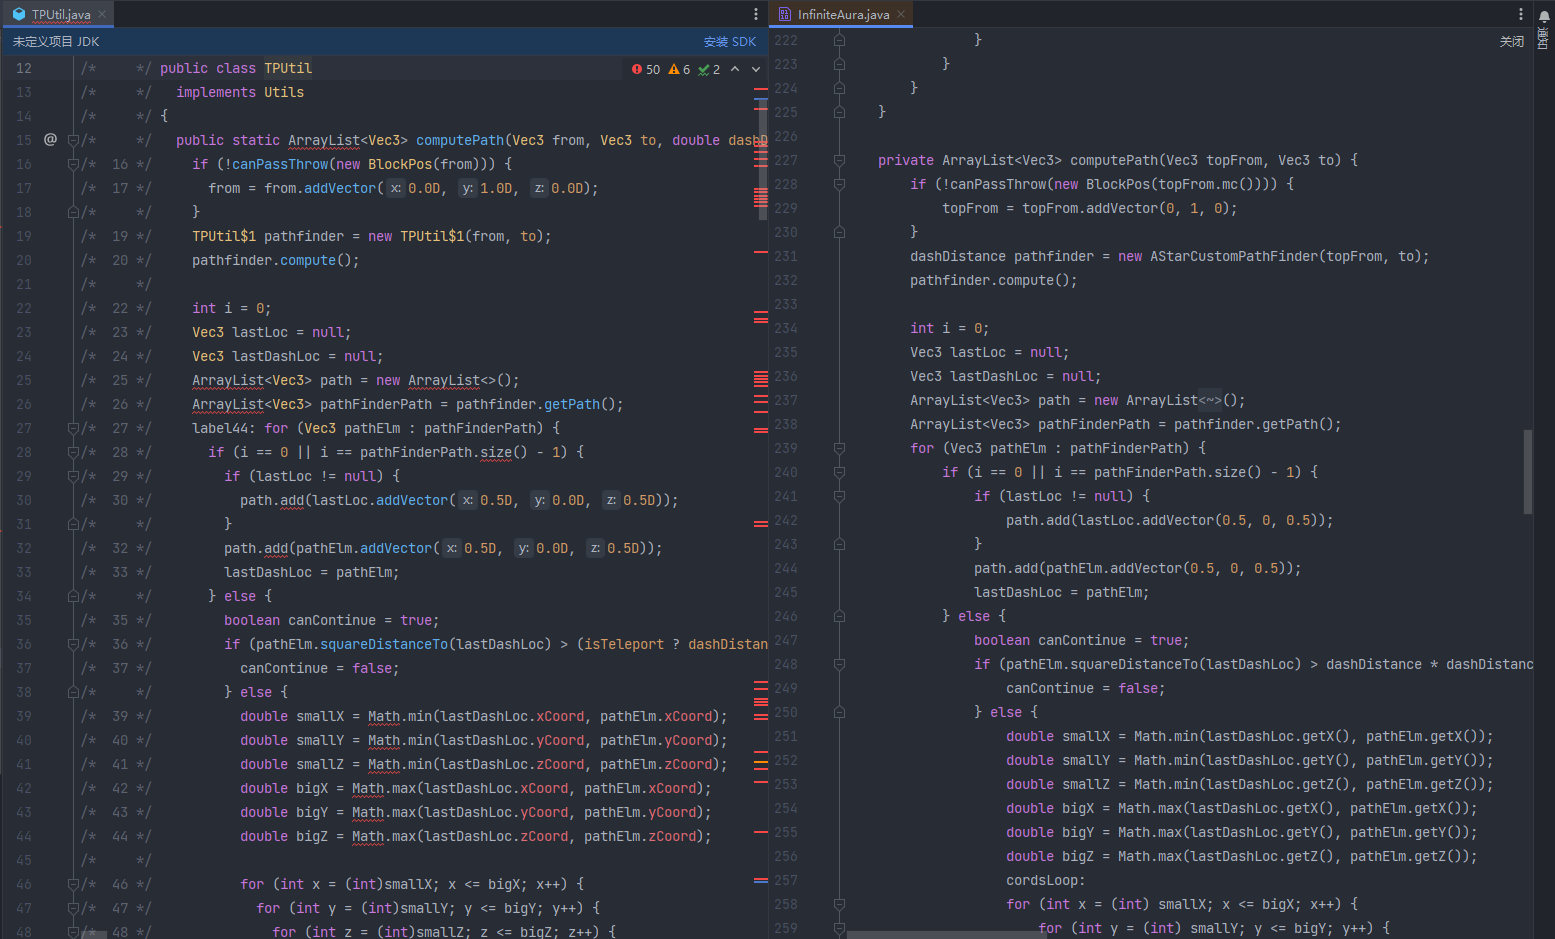 TPUtil.java
未定义项目 JDK
安装 SDK
50 6 2
12 /* */ public class TPUtil
13 /* */ implements Utils
14 /* */ {
15 @ /* */ public static ArrayList<Vec3> computePath(Vec3 from, Vec3 to, double dashD
16 /* 16 */ if (!canPassThrow(new BlockPos(from))) {
17 /* 17 */ from = from.addVector( x: 0.0D, y: 1.0D, z: 0.0D);
18 /* */ }
19 /* 19 */ TPUtil$1 pathfinder = new TPUtil$1(from, to);
20 /* 20 */ pathfinder.compute();
21 /* */
22 /* 22 */ int i = 0;
23 /* 23 */ Vec3 lastLoc = null;
24 /* 24 */ Vec3 lastDashLoc = null;
25 /* 25 */ ArrayList<Vec3> path = new ArrayList<>();
26 /* 26 */ ArrayList<Vec3> pathFinderPath = pathfinder.getPath();
27 /* 27 */ label44: for (Vec3 pathElm : pathFinderPath) {
28 /* 28 */ if (i == 0 || i == pathFinderPath.size() - 1) {
29 /* 29 */ if (lastLoc != null) {
30 /* 30 */ path.add(lastLoc.addVector( x: 0.5D, y: 0.0D, z: 0.5D));
31 /* */ }
32 /* 32 */ path.add(pathElm.addVector( x: 0.5D, y: 0.0D, z: 0.5D));
33 /* 33 */ lastDashLoc = pathElm;
34 /* */ } else {
35 /* 35 */ boolean canContinue = true;
36 /* 36 */ if (pathElm.squareDistanceTo(lastDashLoc) > (isTeleport ? dashDistan
37 /* 37 */ canContinue = false;
38 /* */ } else {
39 /* 39 */ double smallX = Math.min(lastDashLoc.xCoord, pathElm.xCoord);
40 /* 40 */ double smallY = Math.min(lastDashLoc.yCoord, pathElm.yCoord);
41 /* 41 */ double smallZ = Math.min(lastDashLoc.zCoord, pathElm.zCoord);
42 /* 42 */ double bigX = Math.max(lastDashLoc.xCoord, pathElm.xCoord);
43 /* 43 */ double bigY = Math.max(lastDashLoc.yCoord, pathElm.yCoord);
44 /* 44 */ double bigZ = Math.max(lastDashLoc.zCoord, pathElm.zCoord);
45 /* */
46 /* 46 */ for (int x = (int)smallX; x <= bigX; x++) {
47 /* 47 */ for (int y = (int)smallY; y <= bigY; y++) {
48 /* 48 */ for (int z = (int)smallZ; z <= bigZ; z++) {
InfiniteAura.java
关闭
通知
222 }
223 }
224 }
225 }
226
227 private ArrayList<Vec3> computePath(Vec3 topFrom, Vec3 to) {
228 if (!canPassThrow(new BlockPos(topFrom.mc()))) {
229 topFrom = topFrom.addVector(0, 1, 0);
230 }
231 dashDistance pathfinder = new AStarCustomPathFinder(topFrom, to);
232 pathfinder.compute();
233
234 int i = 0;
235 Vec3 lastLoc = null;
236 Vec3 lastDashLoc = null;
237 ArrayList<Vec3> path = new ArrayList<~>();
238 ArrayList<Vec3> pathFinderPath = pathfinder.getPath();
239 for (Vec3 pathElm : pathFinderPath) {
240 if (i == 0 || i == pathFinderPath.size() - 1) {
241 if (lastLoc != null) {
242 path.add(lastLoc.addVector(0.5, 0, 0.5));
243 }
244 path.add(pathElm.addVector(0.5, 0, 0.5));
245 lastDashLoc = pathElm;
246 } else {
247 boolean canContinue = true;
248 if (pathElm.squareDistanceTo(lastDashLoc) > dashDistance * dashDistance
249 canContinue = false;
250 } else {
251 double smallX = Math.min(lastDashLoc.getX(), pathElm.getX());
252 double smallY = Math.min(lastDashLoc.getY(), pathElm.getY());
253 double smallZ = Math.min(lastDashLoc.getZ(), pathElm.getZ());
254 double bigX = Math.max(lastDashLoc.getX(), pathElm.getX());
255 double bigY = Math.max(lastDashLoc.getY(), pathElm.getY());
256 double bigZ = Math.max(lastDashLoc.getZ(), pathElm.getZ());
257 cordsLoop:
258 for (int x = (int) smallX; x <= bigX; x++) {
259 for (int y = (int) smallY; y <= bigY; y++) {